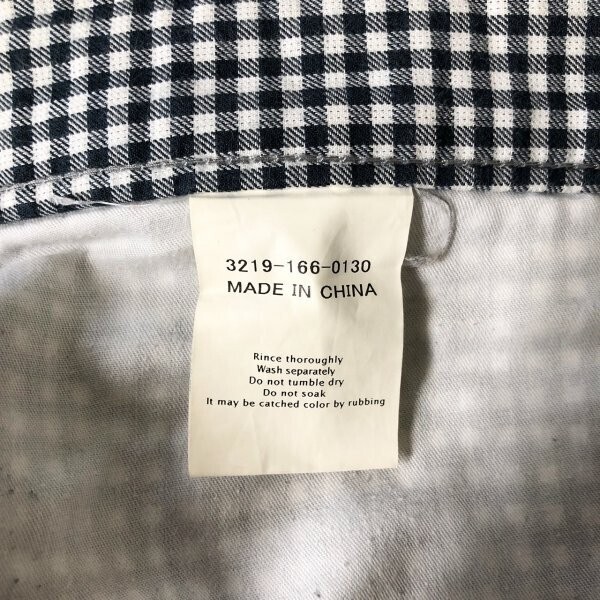 3219-166-0130
MADE IN CHINA
Rince thoroughly
Wash separately
Do not tumble dry
Do not soak
It may be catched color by rubbing